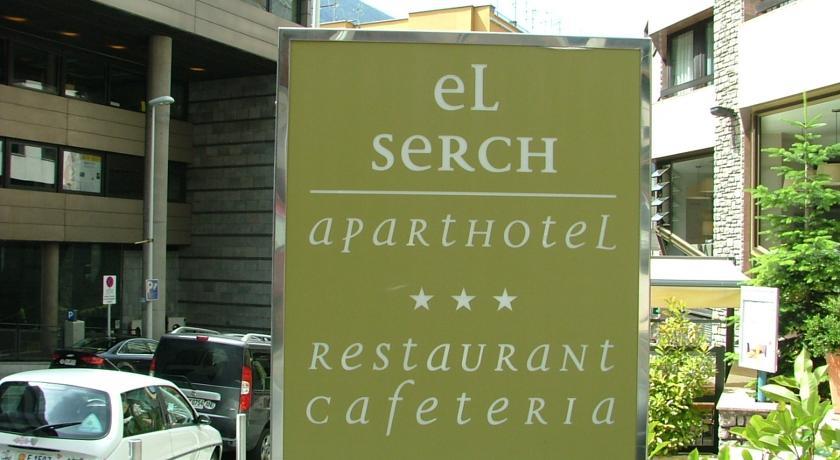 eL
SeRCH
apartHoteL
★★★
RestauRant
cafeteRia
P